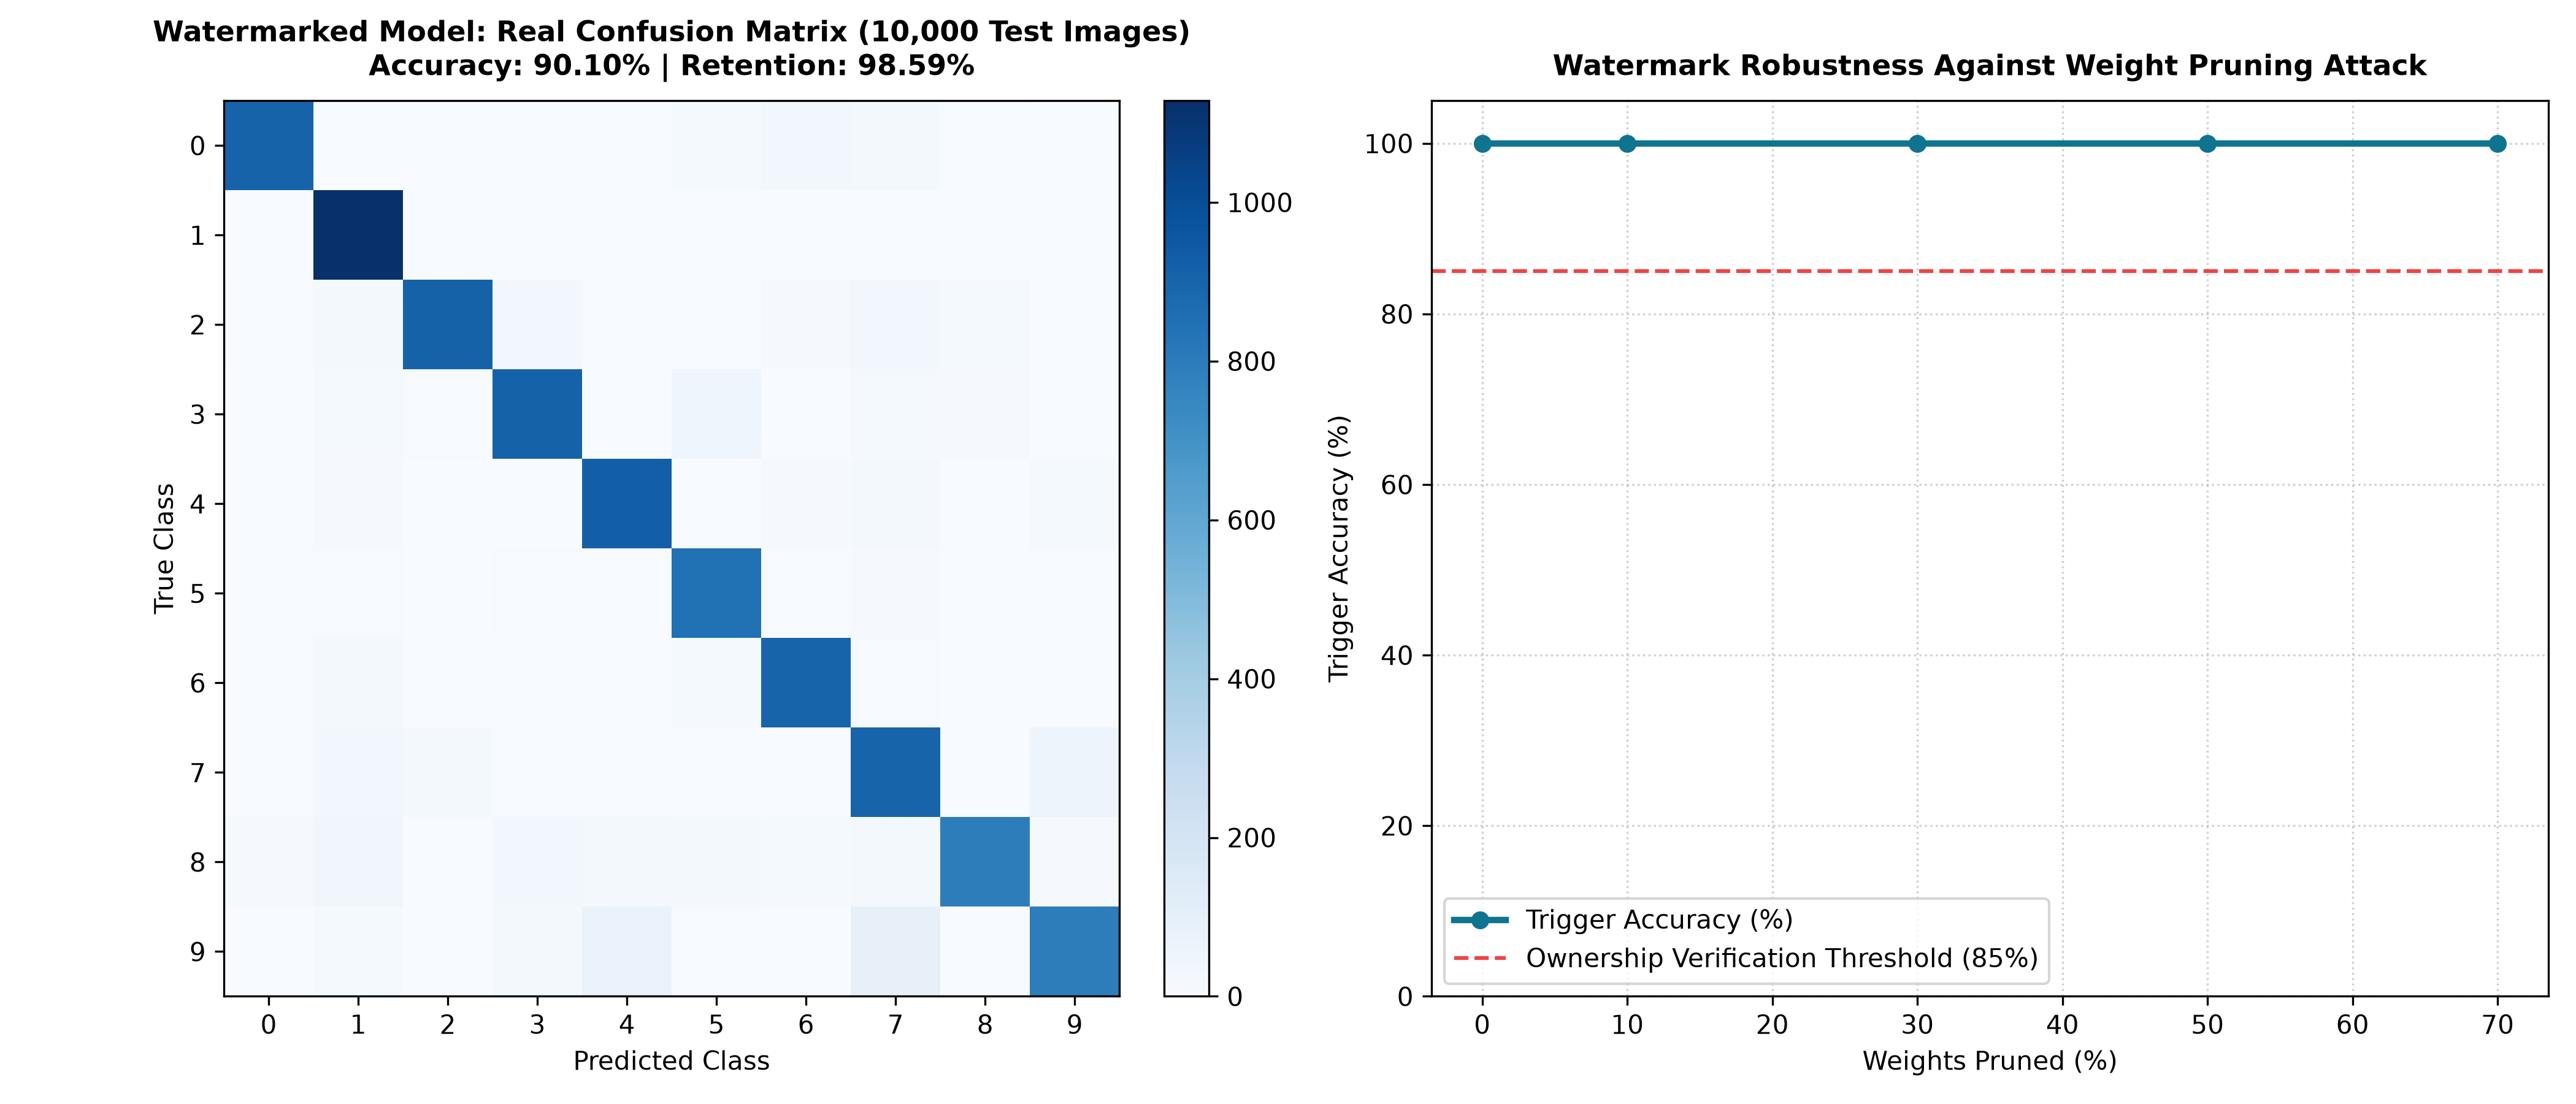 Watermarked Model: Real Confusion Matrix (10,000 Test Images)
Accuracy: 90.10% | Retention: 98.59%
True Class
0
1
2
3
4
5
6
7
8
9
0 1 2 3 4 5 6 7 8 9
Predicted Class
1000
800
600
400
200
0
Watermark Robustness Against Weight Pruning Attack
Trigger Accuracy (%)
100
80
60
40
20
0
Trigger Accuracy (%)
Ownership Verification Threshold (85%)
0 10 20 30 40 50 60 70
Weights Pruned (%)